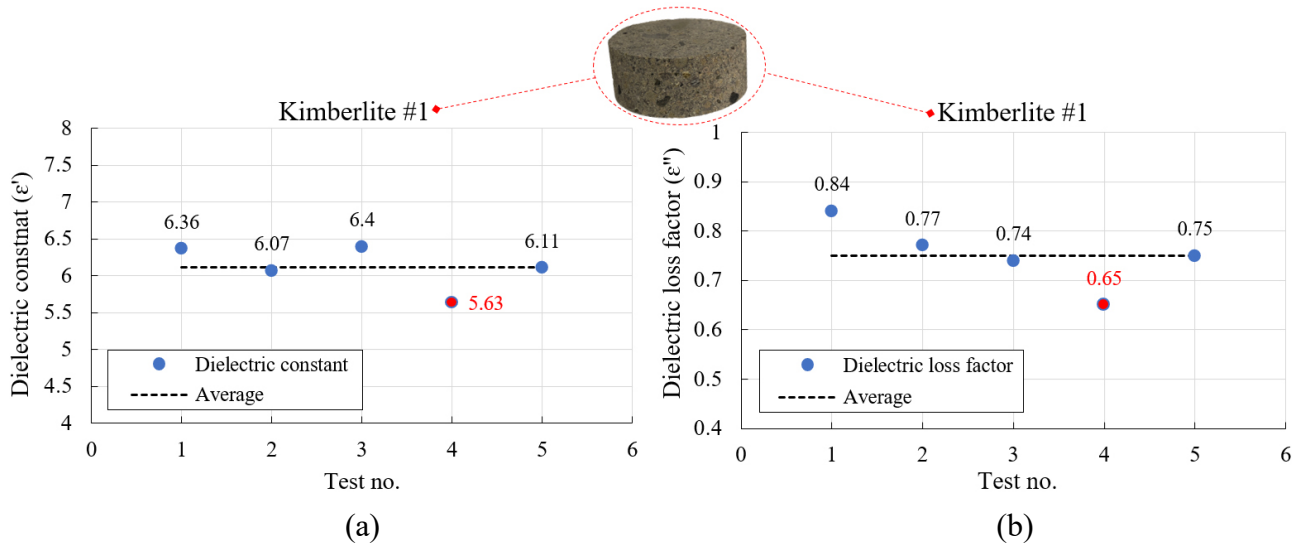 Kimberlite #1
Dielectric constnat (ε')
8
7.5
7
6.5
6
5.5
5
4.5
4
6.36
6.07
6.4
5.63
6.11
Dielectric constant
Average
0 1 2 3 4 5 6
Test no.
(a)
Kimberlite #1
Dielectric loss factor (ε")
1
0.9
0.8
0.7
0.6
0.5
0.4
0.84
0.77
0.74
0.65
0.75
Dielectric loss factor
Average
0 1 2 3 4 5 6
Test no.
(b)